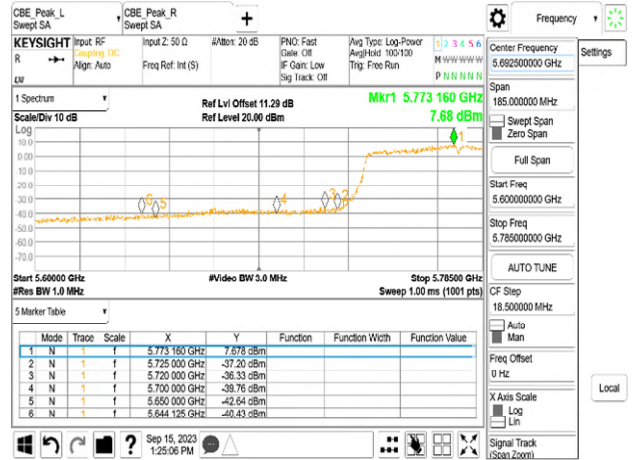 CBE_Peak_L
Swept SA
CBE_Peak_R
Swept SA
+
Frequency
KEYSIGHT
R
Input: RF
Coupling: DC
Align: Auto
Input Z: 50 Ω
Freq Ref: Int (S)
#Atten: 20 dB
PNO: Fast
Gate: Off
IF Gain: Low
Sig Track: Off
Avg Type: Log-Power
Avg|Hold: 100/100
Trig: Free Run
1 2 3 4 5 6
M W W W W W
P N N N N N
Center Frequency
5.692500000 GHz
Settings
Span
185.000000 MHz
Swept Span
Zero Span
Full Span
Start Freq
5.600000000 GHz
Stop Freq
5.785000000 GHz
AUTO TUNE
CF Step
18.500000 MHz
Auto
Man
Freq Offset
0 Hz
X Axis Scale
Log
Lin
Local
Signal Track
(Span Zoom)
1 Spectrum
Scale/Div 10 dB
Log
Ref Lvl Offset 11.29 dB
Ref Level 20.00 dBm
Mkr1 5.773 160 GHz
7.68 dBm
10.0
0.00
-10.0
-20.0
-30.0
-40.0
-50.0
-60.0
-70.0
1
6
5
4
3
2
Start 5.60000 GHz
#Res BW 1.0 MHz
#Video BW 3.0 MHz
Stop 5.78500 GHz
Sweep 1.00 ms (1001 pts)
5 Marker Table
Mode Trace Scale X Y Function Function Width Function Value
1 N 1 f 5.773 160 GHz 7.678 dBm
2 N 1 f 5.725 000 GHz -37.20 dBm
3 N 1 f 5.720 000 GHz -36.33 dBm
4 N 1 f 5.700 000 GHz -39.76 dBm
5 N 1 f 5.650 000 GHz -42.64 dBm
6 N 1 f 5.644 125 GHz -40.43 dBm
?
Sep 15, 2023
1:25:06 PM